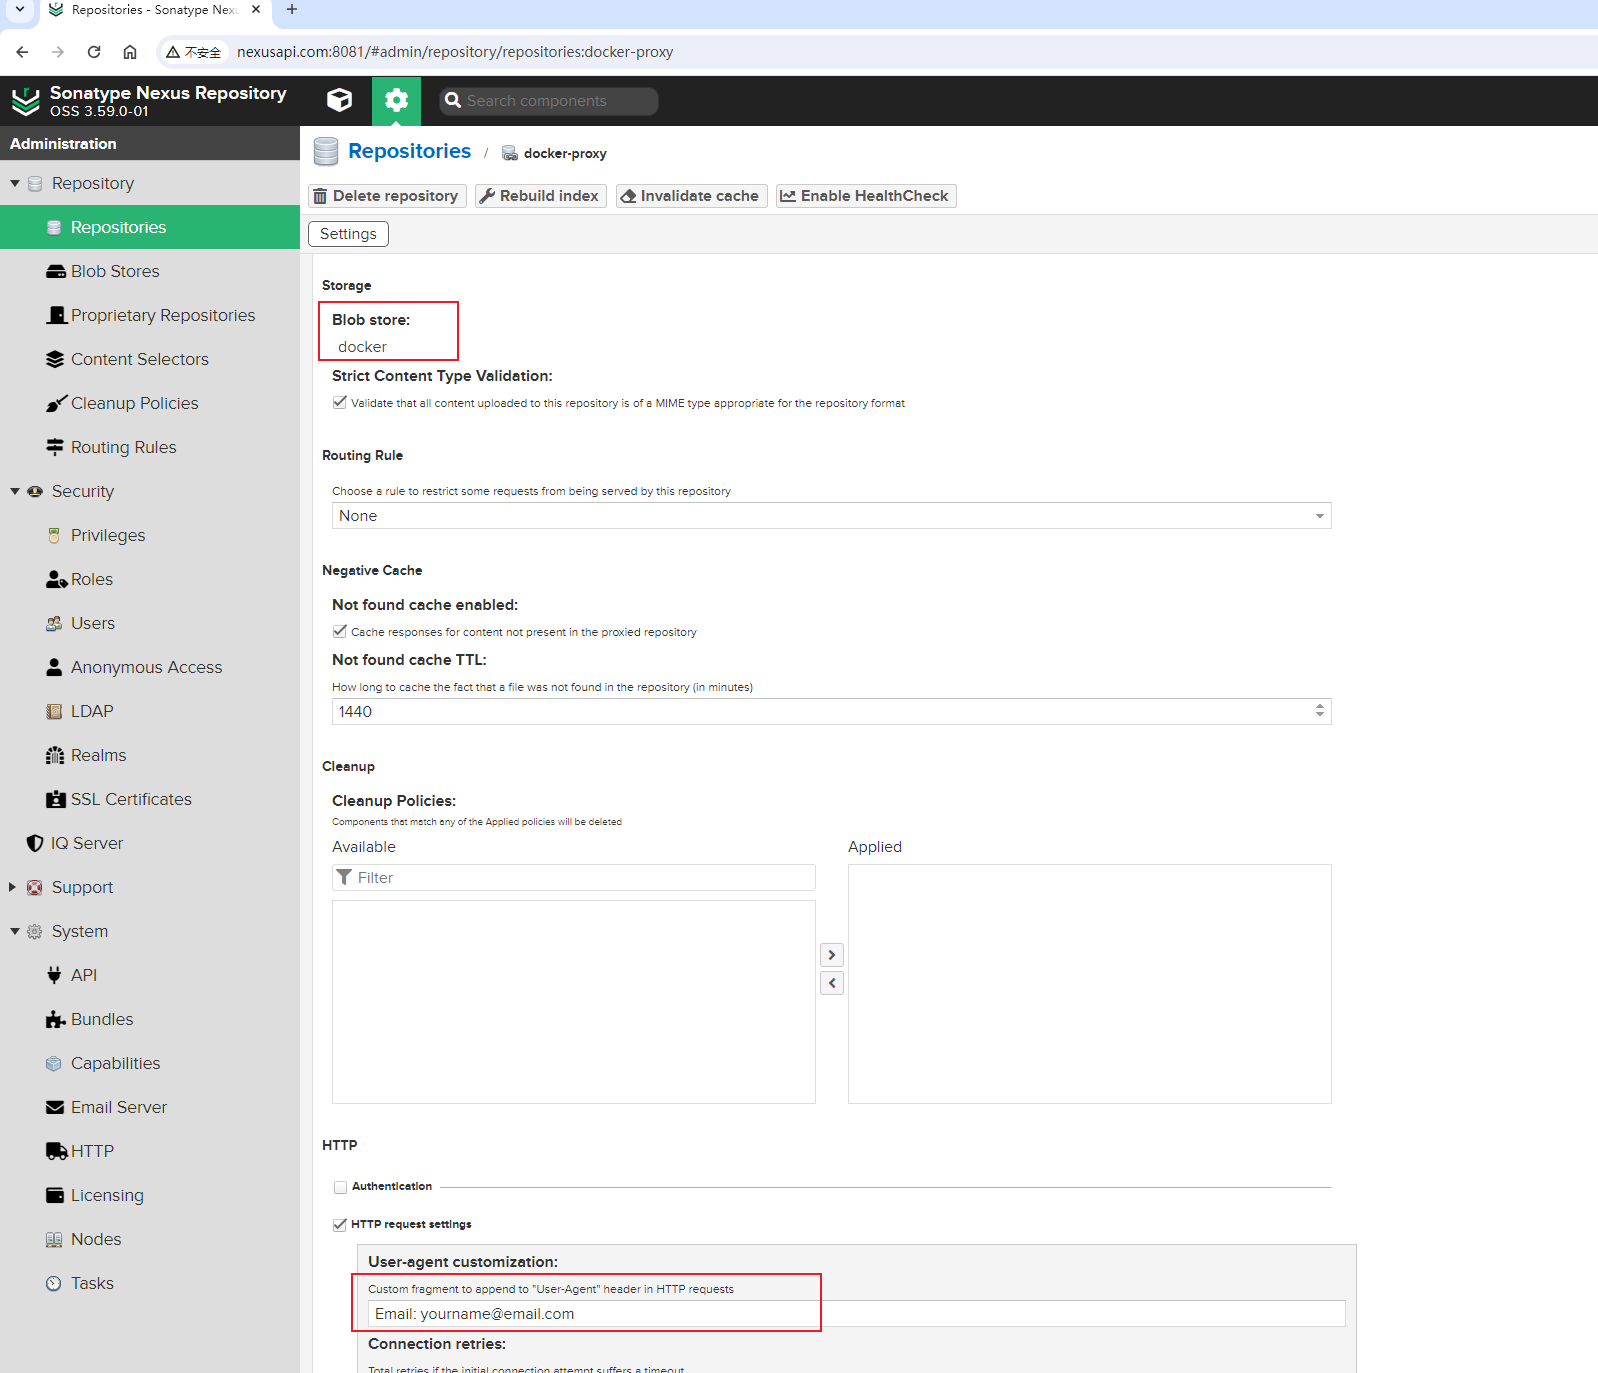 Repositories - Sonatype Nexu
不安全 nexusapi.com:8081/#admin/repository/repositories:docker-proxy
Sonatype Nexus Repository
OSS 3.59.0-01
Search components
Administration
Repository
Repositories
Blob Stores
Proprietary Repositories
Content Selectors
Cleanup Policies
Routing Rules
Security
Privileges
Roles
Users
Anonymous Access
LDAP
Realms
SSL Certificates
IQ Server
Support
System
API
Bundles
Capabilities
Email Server
HTTP
Licensing
Nodes
Tasks
Repositories / docker-proxy
Delete repository Rebuild index Invalidate cache Enable HealthCheck
Settings
Storage
Blob store:
docker
Strict Content Type Validation:
Validate that all content uploaded to this repository is of a MIME type appropriate for the repository format
Routing Rule
Choose a rule to restrict some requests from being served by this repository
None
Negative Cache
Not found cache enabled:
Cache responses for content not present in the proxied repository
Not found cache TTL:
How long to cache the fact that a file was not found in the repository (in minutes)
1440
Cleanup
Cleanup Policies:
Components that match any of the Applied policies will be deleted
Available Applied
Filter
HTTP
Authentication
HTTP request settings
User-agent customization:
Custom fragment to append to "User-Agent" header in HTTP requests
Email: yourname@email.com
Connection retries:
Total retries if the initial connection attempt suffers a timeout